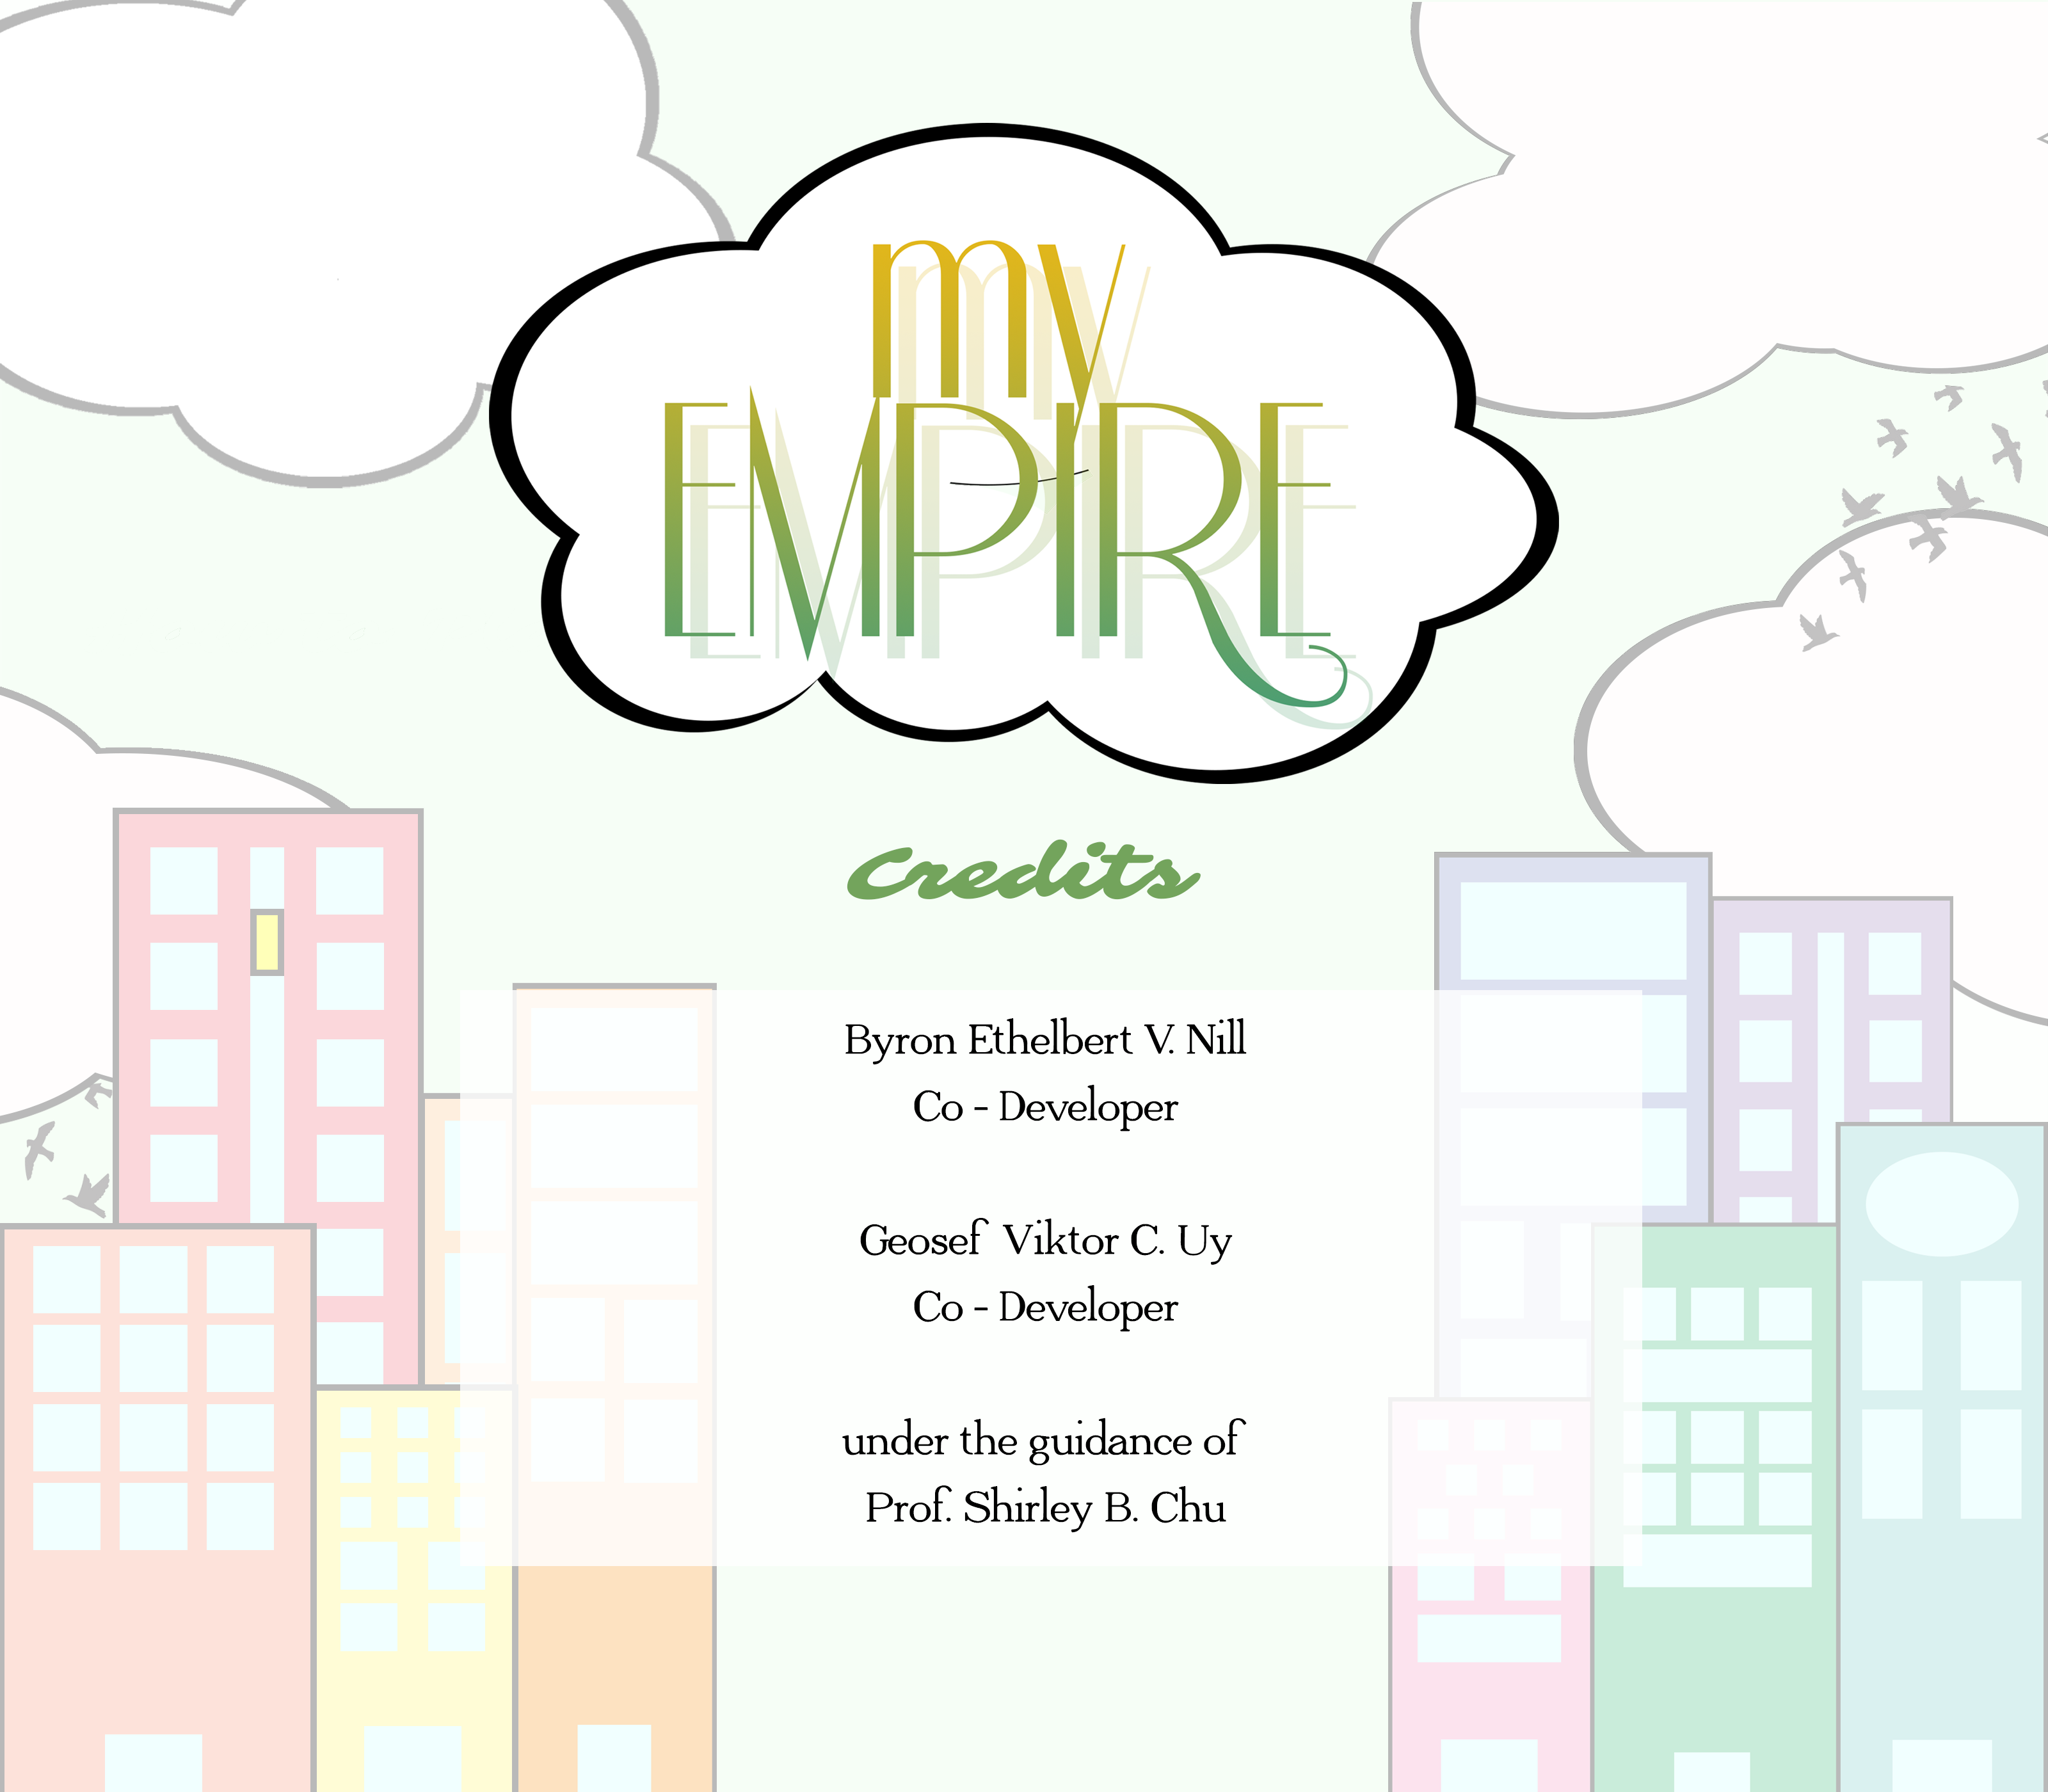 my
EMPIRE
credits
Byron Ethelbert V. Nill
Co - Developer
Geosef Viktor C. Uy
Co - Developer
under the guidance of
Prof. Shirley B. Chu